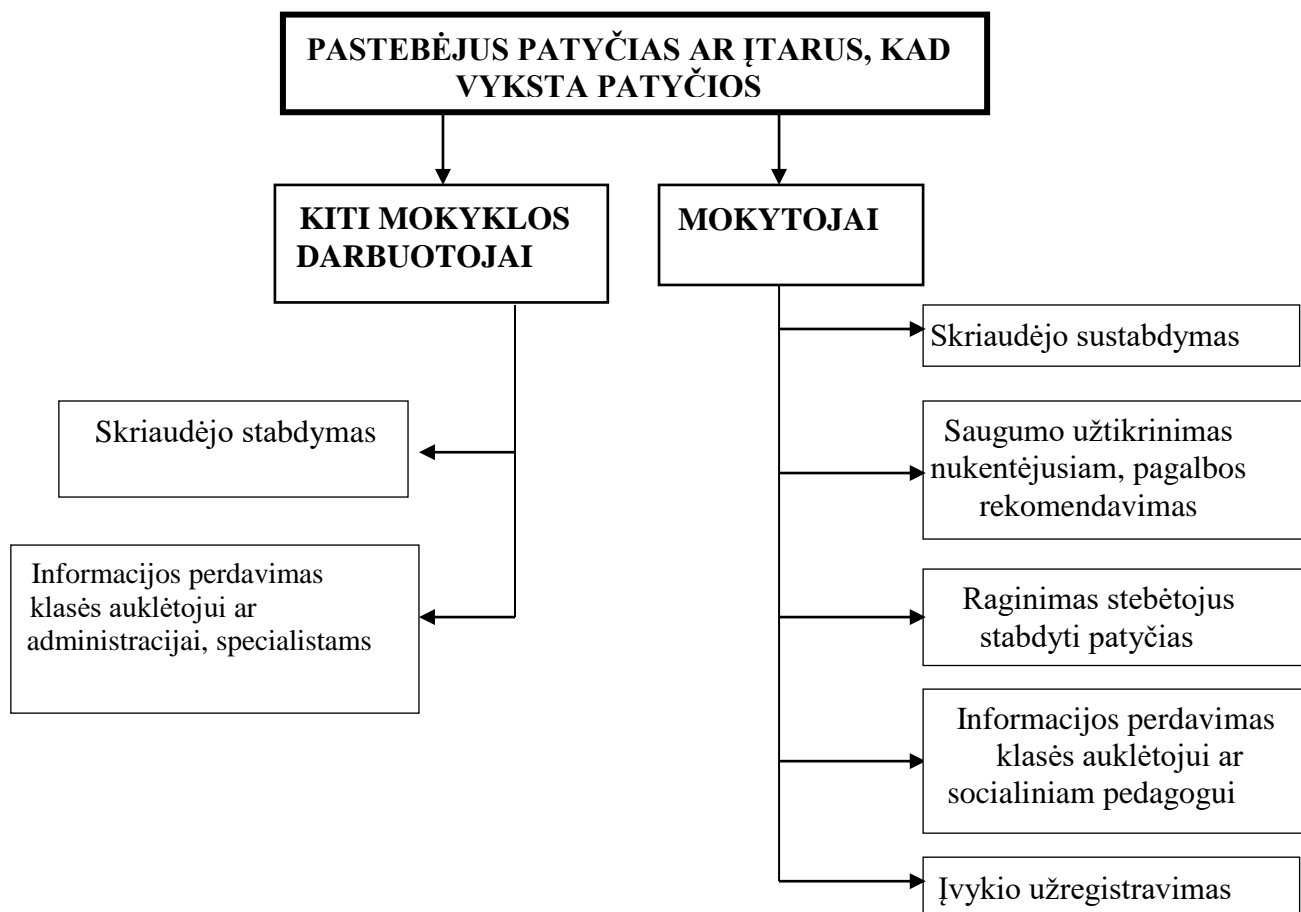 PASTEBĖJUS PATYČIAS AR ĮTARUS, KAD
VYKSTA PATYČIOS
KITI MOKYKLOS
DARBUOTOJAI
MOKYTOJAI
Skriaudėjo stabdymas
Informacijos perdavimas
klasės auklėtojui ar
administracijai, specialistams
Skriaudėjo sustabdymas
Saugumo užtikrinimas
nukentėjusiam, pagalbos
rekomendavimas
Raginimas stebėtojus
stabdyti patyčias
Informacijos perdavimas
klasės auklėtojui ar
socialiniam pedagogui
Įvykio užregistravimas